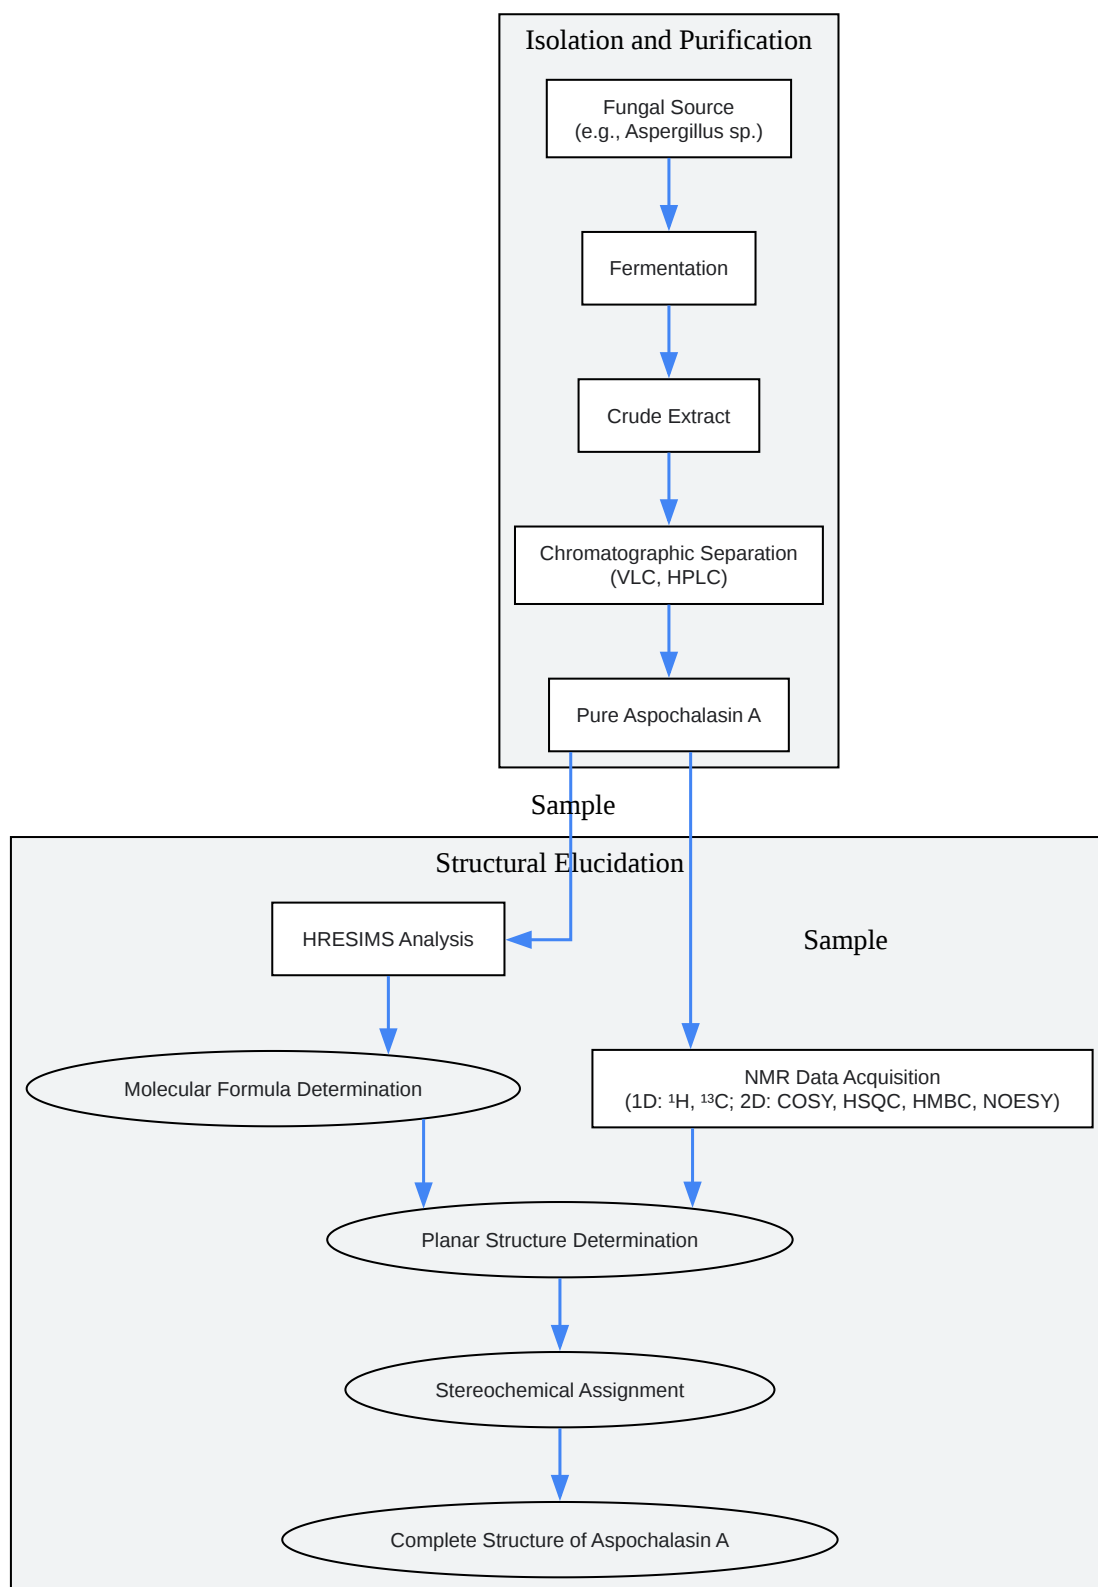 Isolation and Purification
Fungal Source
(e.g., Aspergillus sp.)
Fermentation
Crude Extract
Chromatographic Separation
(VLC, HPLC)
Pure Aspochalasin A
Sample
Structural Elucidation
HRESIMS Analysis
Sample
Molecular Formula Determination
NMR Data Acquisition
(1D: ¹H, ¹³C; 2D: COSY, HSQC, HMBC, NOESY)
Planar Structure Determination
Stereochemical Assignment
Complete Structure of Aspochalasin A